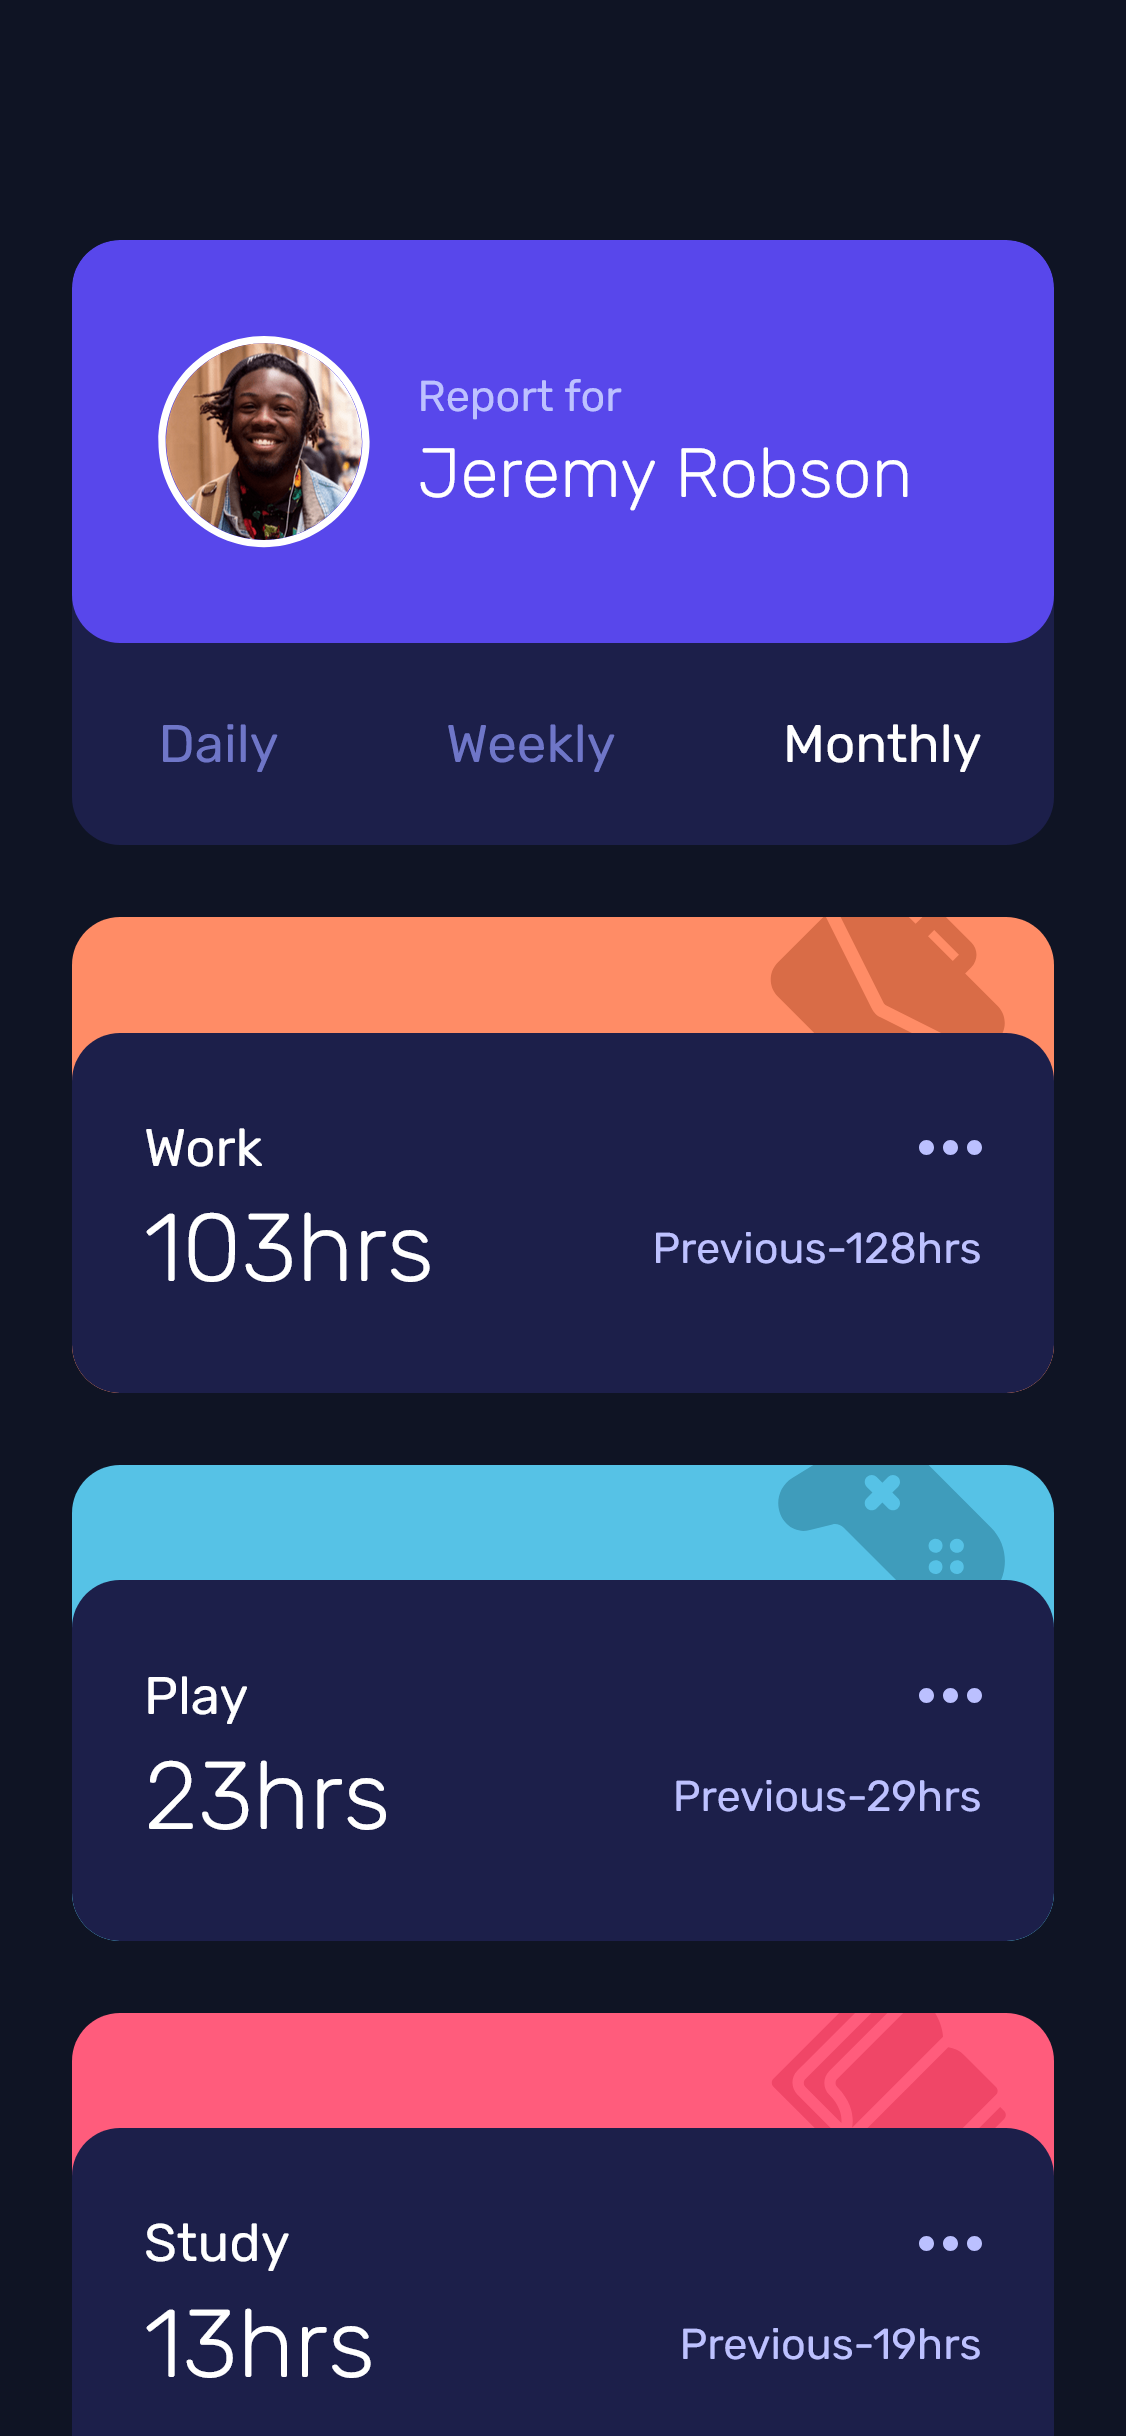 Report for
Jeremy Robson
Daily Weekly Monthly
Work
103hrs Previous-128hrs
Play
23hrs Previous-29hrs
Study
13hrs Previous-19hrs